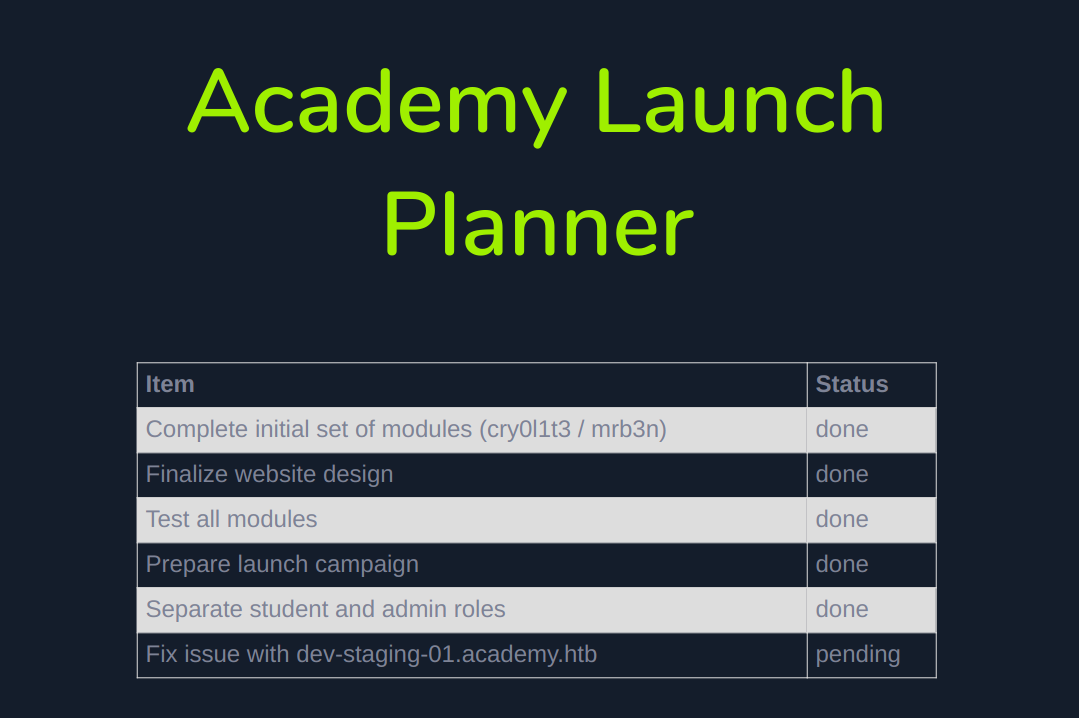 Academy Launch
Planner
Item Status
Complete initial set of modules (cry0l1t3 / mrb3n) done
Finalize website design done
Test all modules done
Prepare launch campaign done
Separate student and admin roles done
Fix issue with dev-staging-01.academy.htb pending